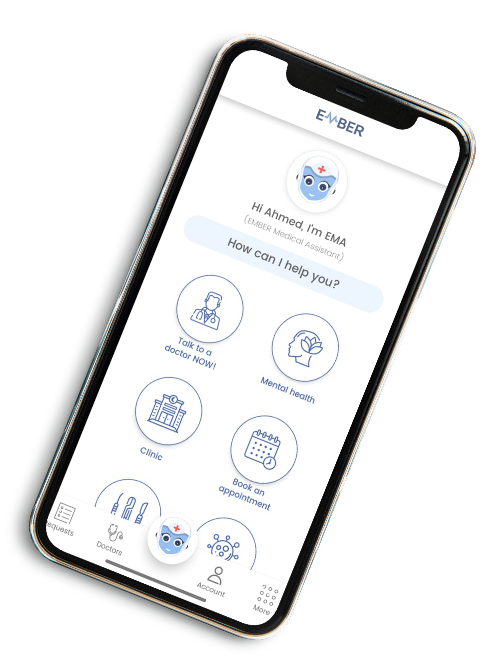 EMBER
Hi Ahmed, I'm EMA
(EMBER Medical Assistant)
How can I help you?
Talk to a
doctor NOW!
Mental health
Clinic
Book an
appointment
equests
Doctors
Account
More